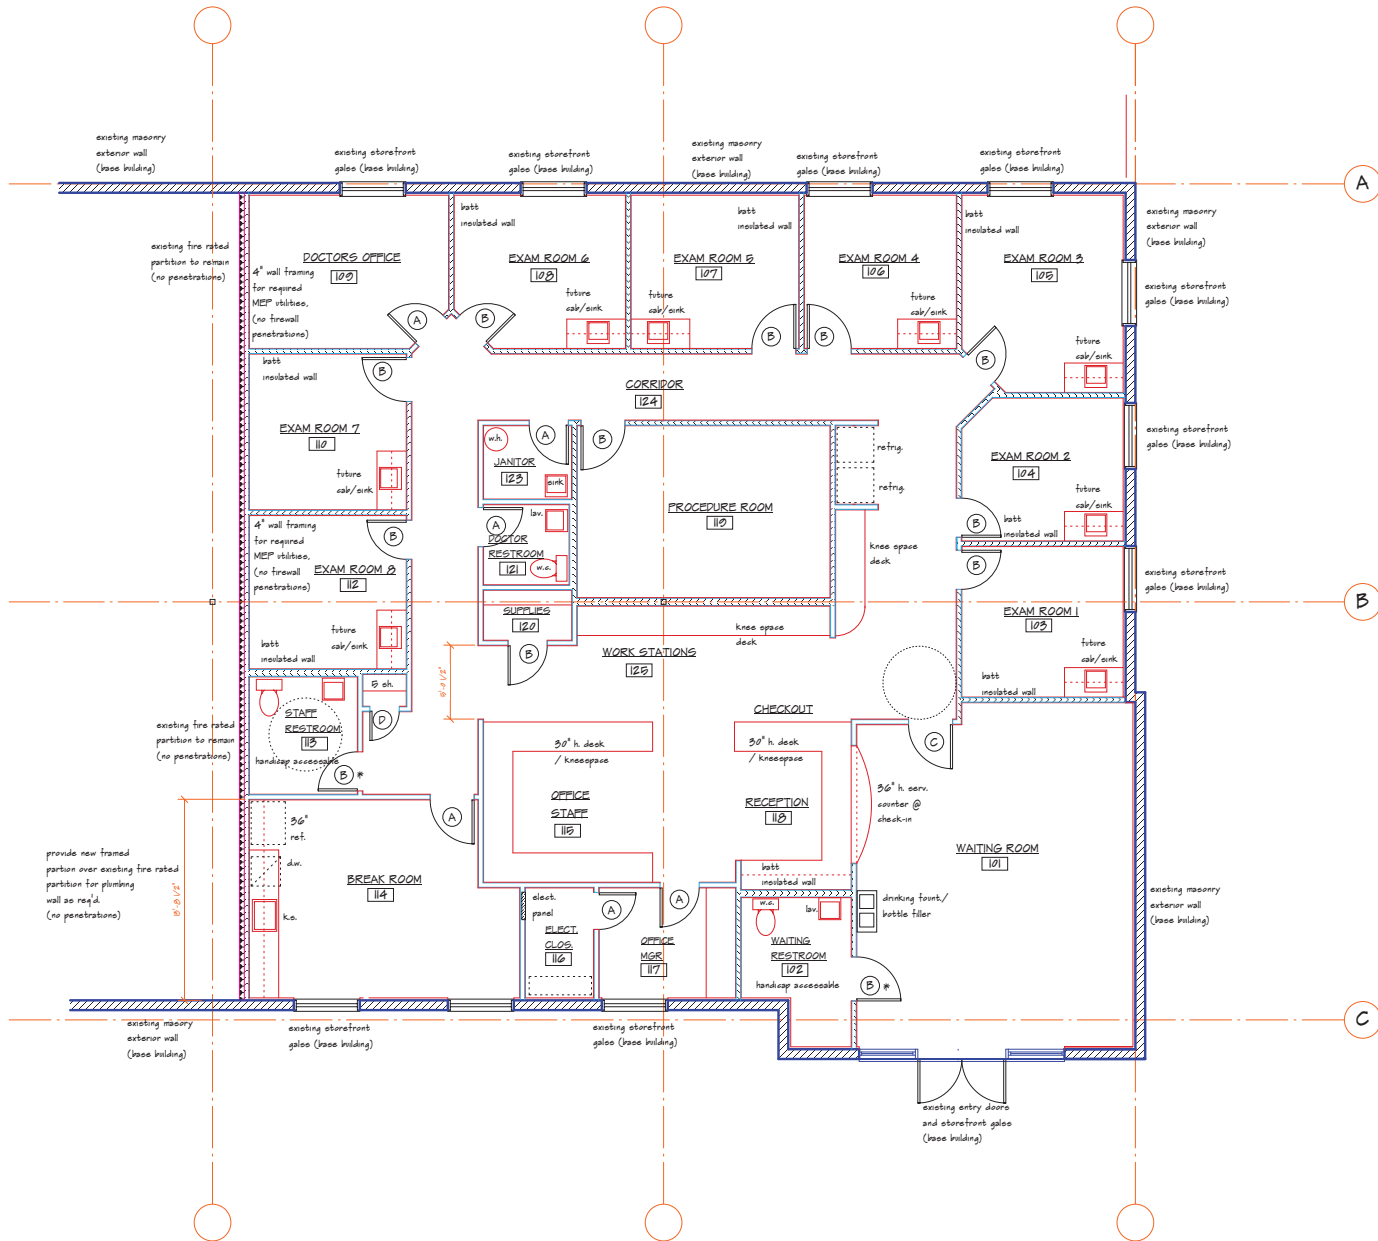 existing masonry
exterior wall
(base building)
existing storefront
gales (base building)
existing storefront
gales (base building)
existing masonry
exterior wall
(base building)
existing storefront
gales (base building)
existing storefront
gales (base building)
A
existing masonry
exterior wall
(base building)
existing fire rated
partition to remain
(no penetrations)
DOCTORS OFFICE
109
4" wall framing
for required
MEP utilities,
(no firewall
penetrations)
A
batt
insulated wall
EXAM ROOM 6
108
future
cab/sink
B
batt
insulated wall
EXAM ROOM 5
107
future
cab/sink
B
EXAM ROOM 4
106
future
cab/sink
B
batt
insulated wall
EXAM ROOM 3
105
future
cab/sink
B
existing storefront
gales (base building)
batt
insulated wall
B
EXAM ROOM 7
110
future
cab/sink
CORRIDOR
124
w.h.
A
JANITOR
123
sink
B
PROCEDURE ROOM
119
refrig.
refrig.
knee space
deck
EXAM ROOM 2
104
future
cab/sink
B
batt
insulated wall
existing storefront
gales (base building)
4" wall framing
for required
MEP utilities,
(no firewall
penetrations)
B
EXAM ROOM 8
112
future
cab/sink
batt
insulated wall
lav.
A
DOCTOR
RESTROOM
121
w.c.
SUPPLIES
120
B
B
EXAM ROOM 1
103
future
cab/sink
batt
insulated wall
existing storefront
gales (base building)
B
knee space
deck
WORK STATIONS
125
5 sh.
D
STAFF
RESTROOM
113
handicap accessable
B *
existing fire rated
partition to remain
(no penetrations)
CHECKOUT
30" h. desk
/ kneespace
30" h. desk
/ kneespace
C
OFFICE
STAFF
115
RECEPTION
118
36" h. serv.
counter @
check-in
A
36"
ref.
d.w.
k.s.
BREAK ROOM
114
WAITING ROOM
101
provide new framed
partion over existing fire rated
partition for plumbing
wall as req'd.
(no penetrations)
batt
insulated wall
elect.
panel
A
A
ELECT.
CLOS.
116
OFFICE
MGR
117
w.c.
lav.
WAITING
RESTROOM
102
handicap accessable
drinking fount./
bottle filler
B *
existing masonry
exterior wall
(base building)
C
existing masory
exterior wall
(base building)
existing storefront
gales (base building)
existing storefront
gales (base building)
existing entry doors
and storefront gales
(base building)